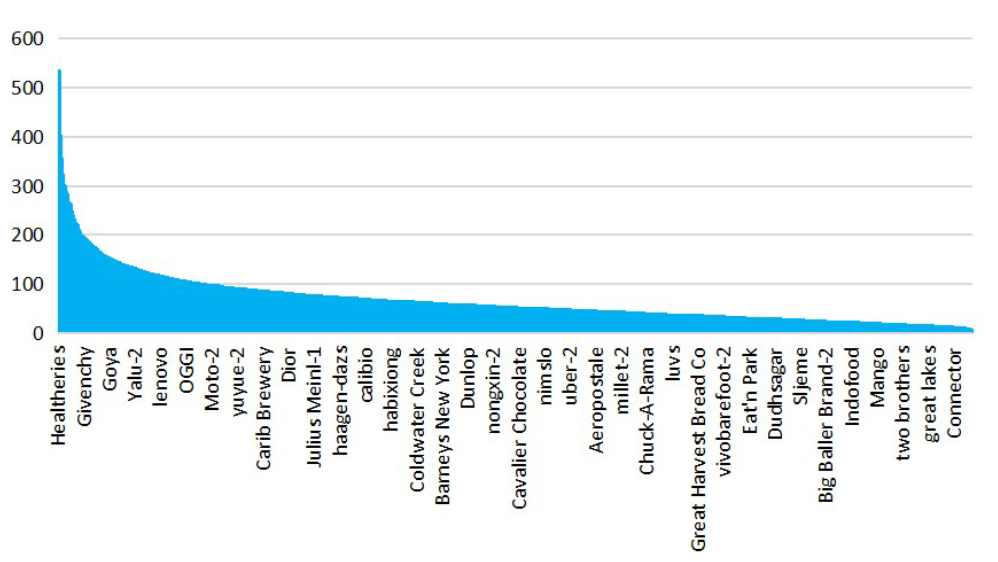 600
500
400
300
200
100
0
Healtheries
Givenchy
Goya
Yalu-2
lenovo
OGGI
Moto-2
yuyue-2
Carib Brewery
Dior
Julius Meinl-1
haagen-dazs
calibio
habixiong
Coldwater Creek
Barneys New York
Dunlop
nongxin-2
Cavalier Chocolate
nimslo
uber-2
Aeropostale
millet-2
Chuck-A-Rama
luvs
Great Harvest Bread Co
vivobarefoot-2
Eat'n Park
Dudhsagar
Sljeme
Big Baller Brand-2
Indofood
Mango
two brothers
great lakes
Connector